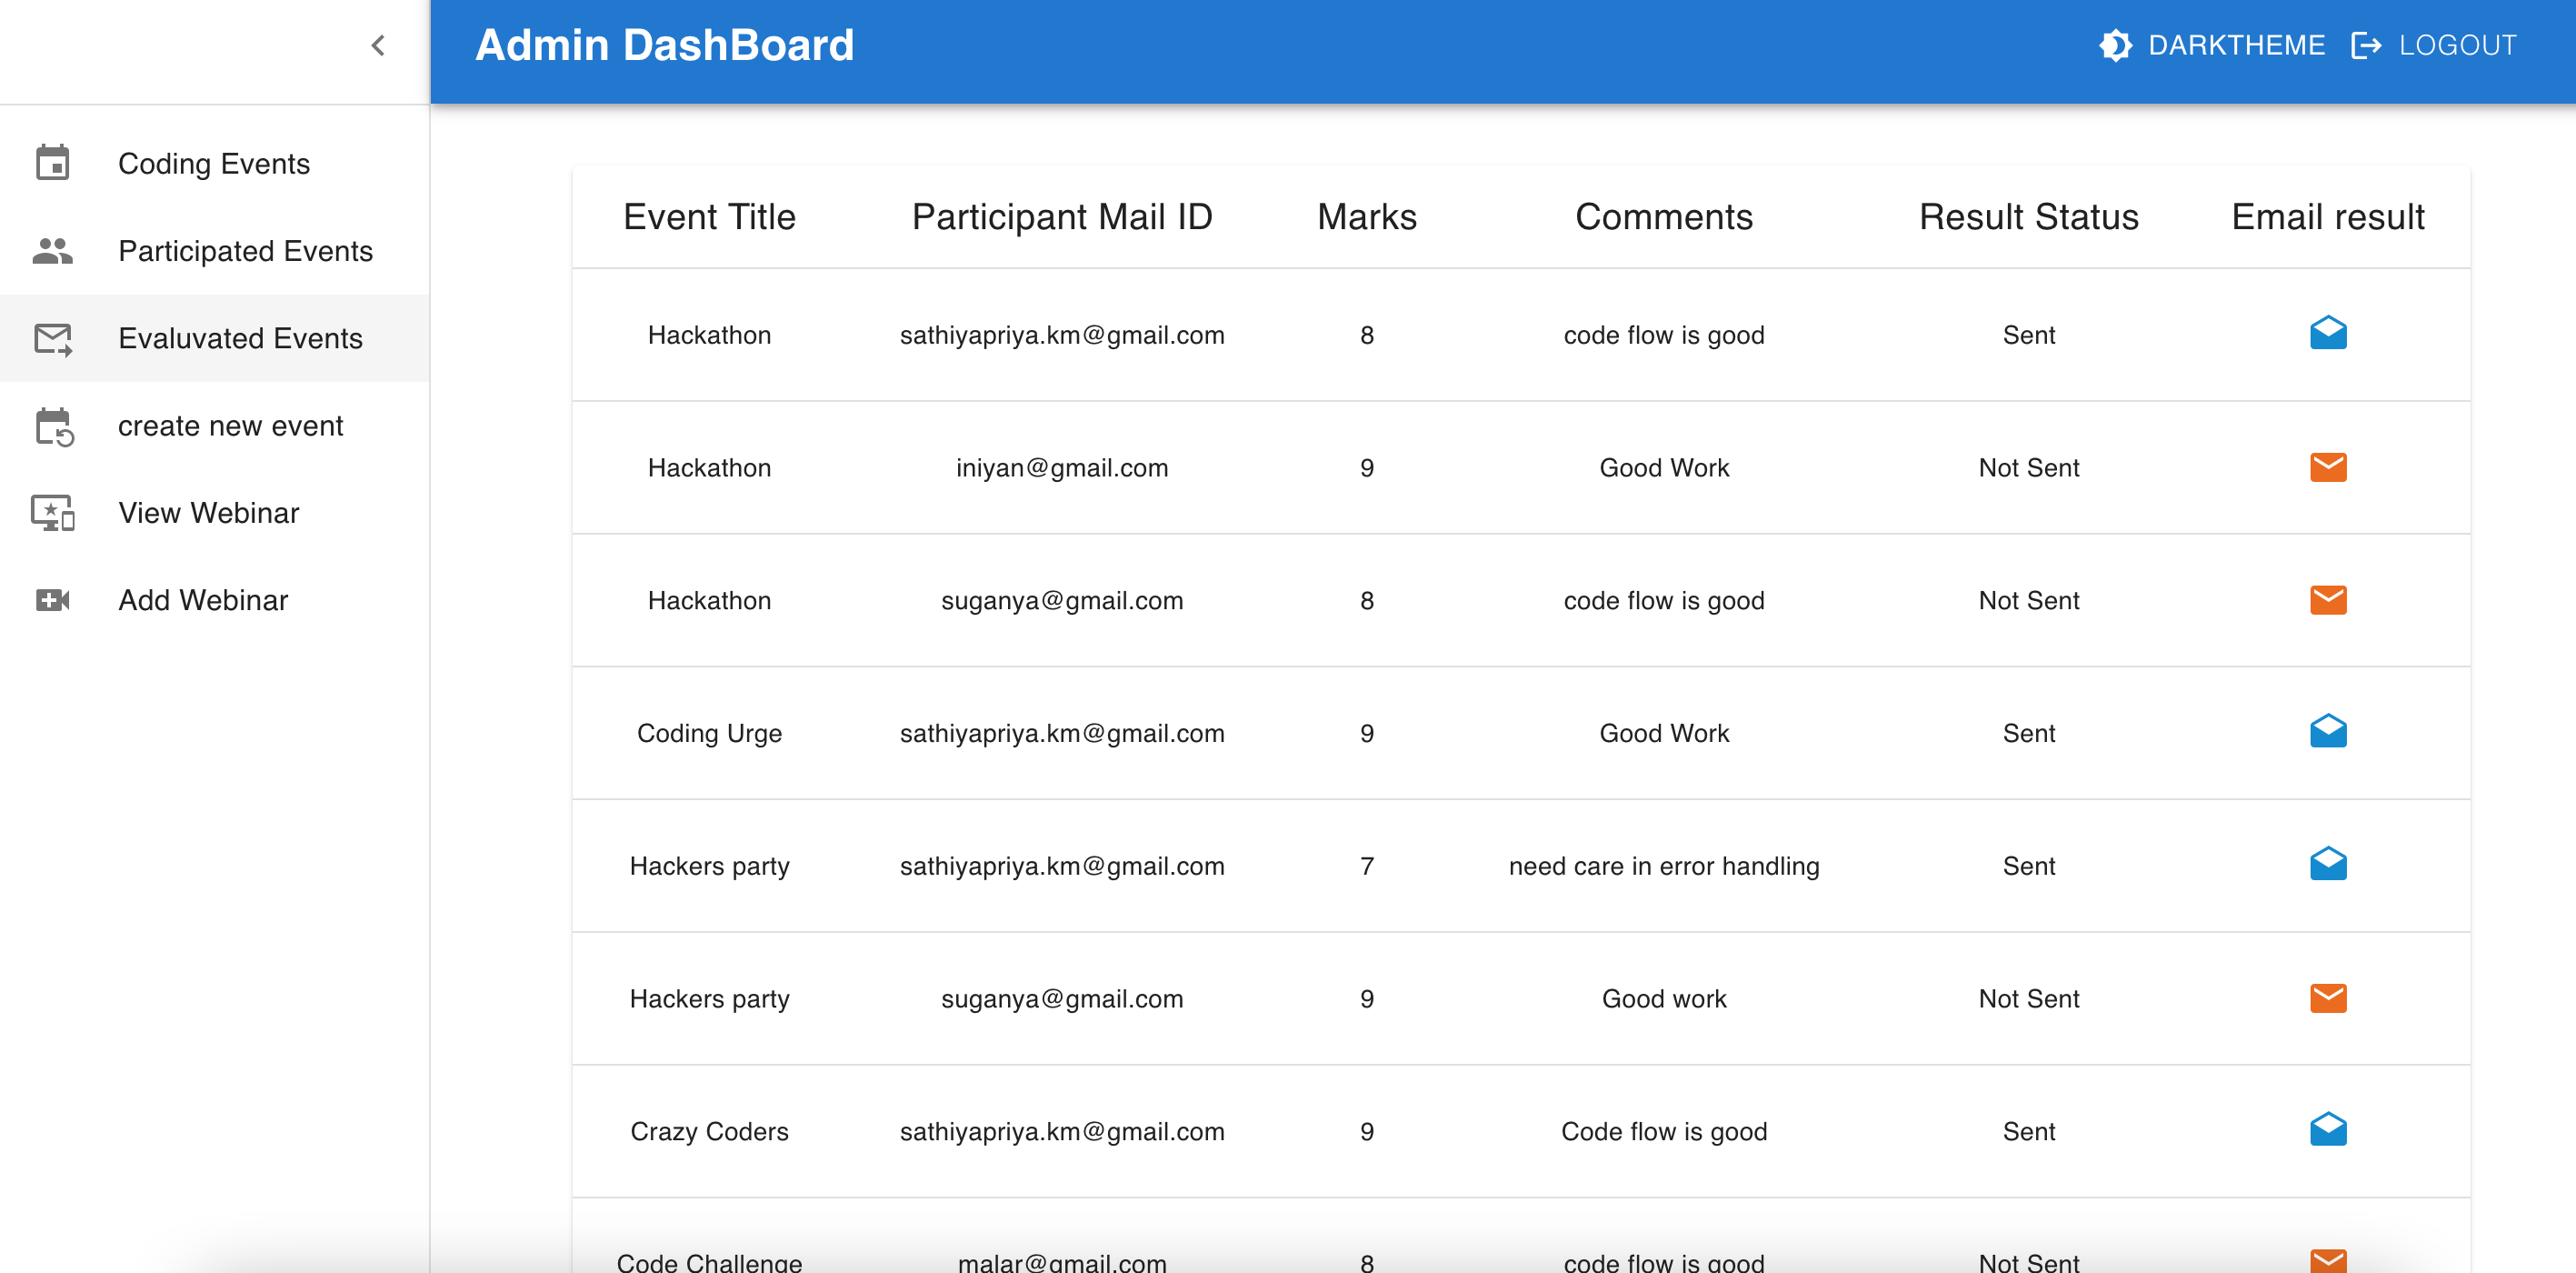 Admin DashBoard
DARKTHEME
LOGOUT
Coding Events
Participated Events
Evaluvated Events
create new event
View Webinar
Add Webinar
Event Title Participant Mail ID Marks Comments Result Status Email result
Hackathon sathiyapriya.km@gmail.com 8 code flow is good Sent
Hackathon iniyan@gmail.com 9 Good Work Not Sent
Hackathon suganya@gmail.com 8 code flow is good Not Sent
Coding Urge sathiyapriya.km@gmail.com 9 Good Work Sent
Hackers party sathiyapriya.km@gmail.com 7 need care in error handling Sent
Hackers party suganya@gmail.com 9 Good work Not Sent
Crazy Coders sathiyapriya.km@gmail.com 9 Code flow is good Sent
Code Challenge malar@gmail.com 8 code flow is good Not Sent